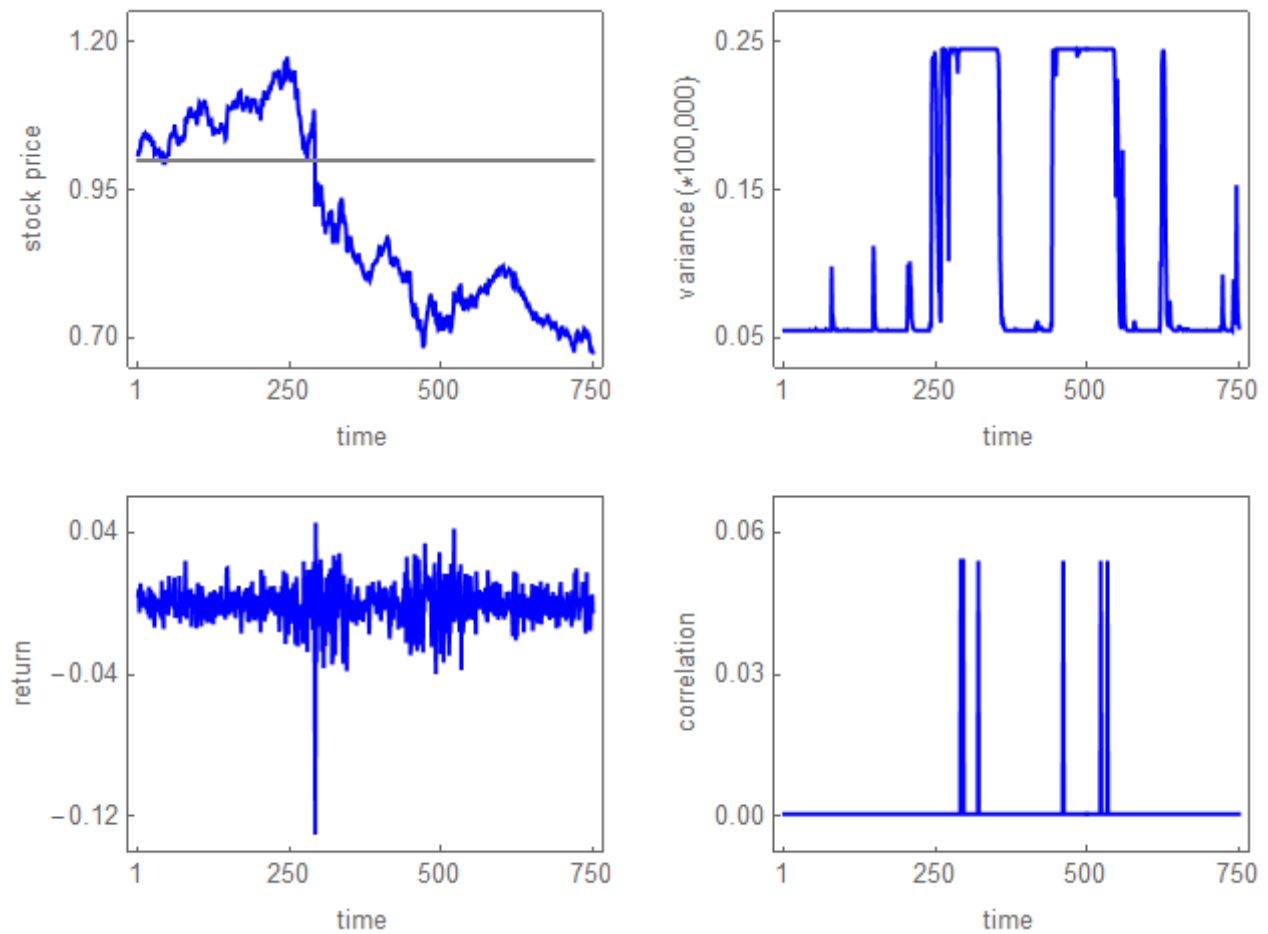 1.20
0.95
0.70
stock price
1 250 500 750
time
0.25
0.15
0.05
variance (*100,000)
1 250 500 750
time
0.04
−0.04
−0.12
return
1 250 500 750
time
0.06
0.03
0.00
correlation
1 250 500 750
time